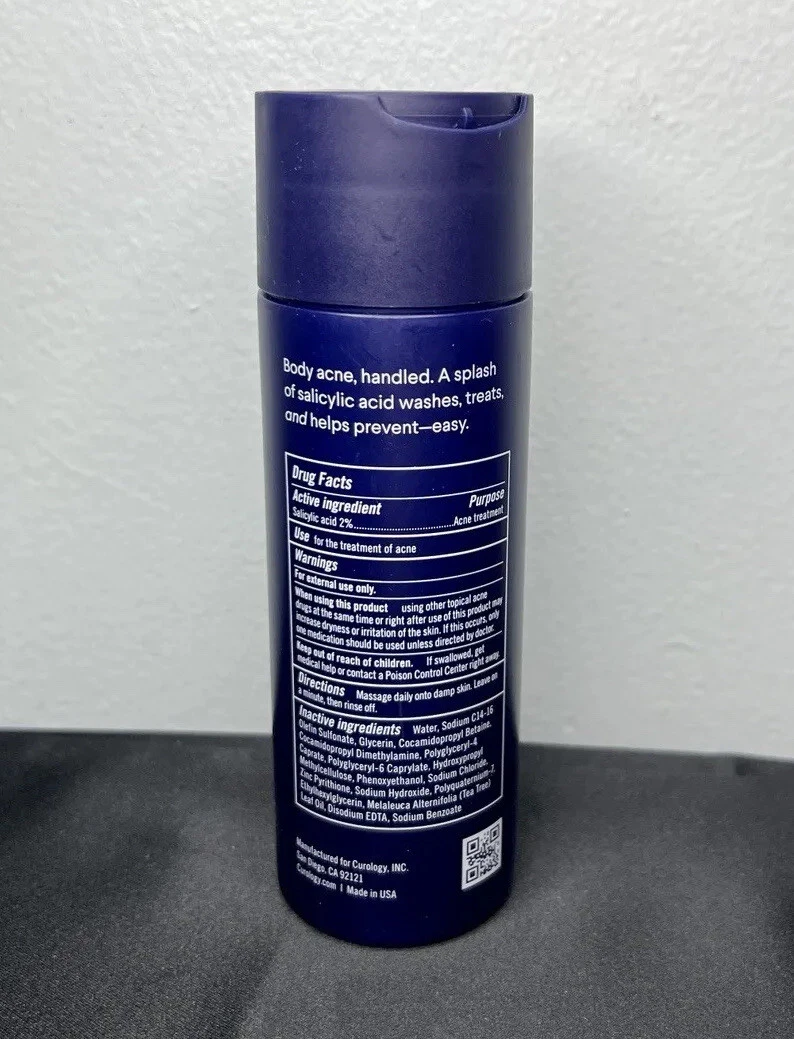 Body acne, handled. A splash
of salicylic acid washes, treats,
and helps prevent—easy.
Drug Facts
Active ingredient Purpose
Salicylic acid 2%..............................Acne treatment
Use for the treatment of acne
Warnings
For external use only.
When using this product using other topical acne
drugs at the same time or right after use of this product may
increase dryness or irritation of the skin. If this occurs, only
one medication should be used unless directed by doctor.
Keep out of reach of children. If swallowed, get
medical help or contact a Poison Control Center right away.
Directions Massage daily onto damp skin. Leave on
a minute, then rinse off.
Inactive ingredients Water, Sodium C14-16
Olefin Sulfonate, Glycerin, Cocamidopropyl Betaine,
Cocamidopropyl Dimethylamine, Polyglyceryl-4
Caprate, Polyglyceryl-6 Caprylate, Hydroxypropyl
Methylcellulose, Phenoxyethanol, Sodium Chloride,
Zinc Pyrithione, Sodium Hydroxide, Polyquaternium-7,
Ethylhexylglycerin, Melaleuca Alternifolia (Tea Tree)
Leaf Oil, Disodium EDTA, Sodium Benzoate
Manufactured for Curology, INC.
San Diego, CA 92121
Curology.com | Made in USA